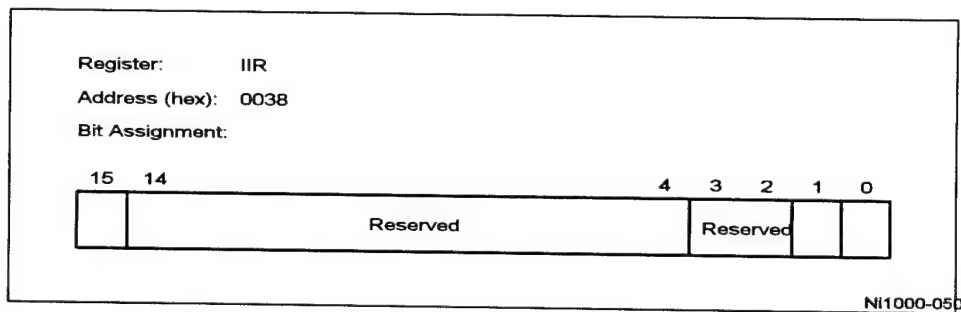 Register: IIR
Address (hex): 0038
Bit Assignment:
15 14 4 3 2 1 0
Reserved Reserved
Ni1000-050